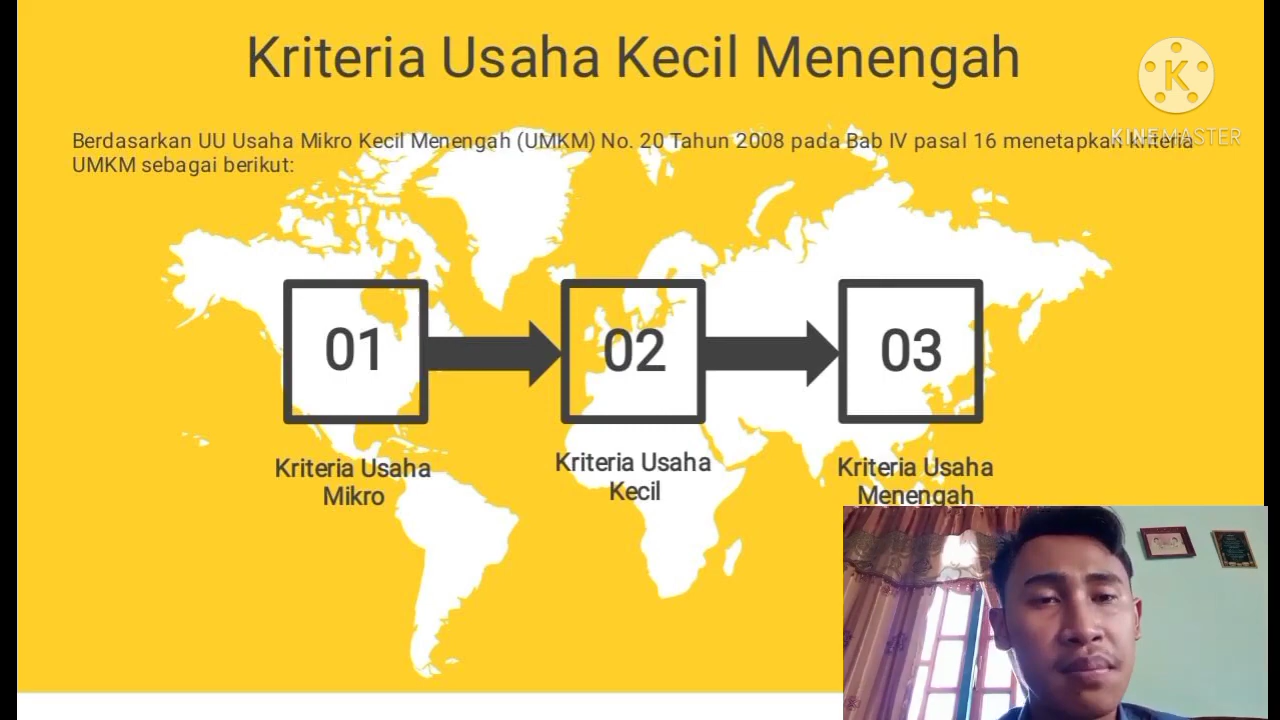 Kriteria Usaha Kecil Menengah
K
KINEMASTER
Berdasarkan UU Usaha Mikro Kecil Menengah (UMKM) No. 20 Tahun 2008 pada Bab IV pasal 16 menetapkan kriteria
UMKM sebagai berikut:
01
02
03
Kriteria Usaha
Mikro
Kriteria Usaha
Kecil
Kriteria Usaha
Menengah